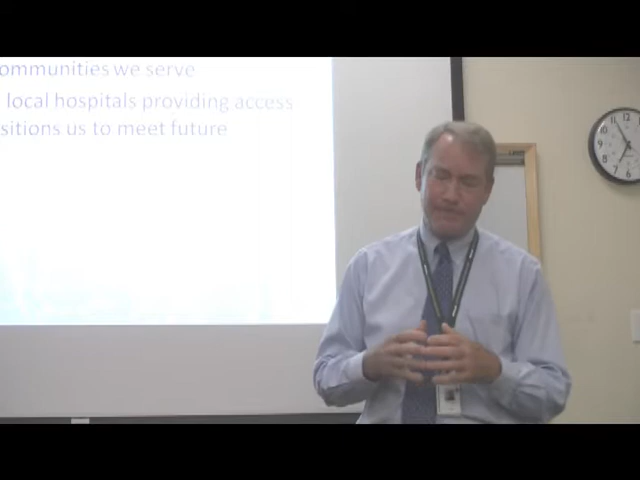 ommunities we serve
local hospitals providing access
sitions us to meet future